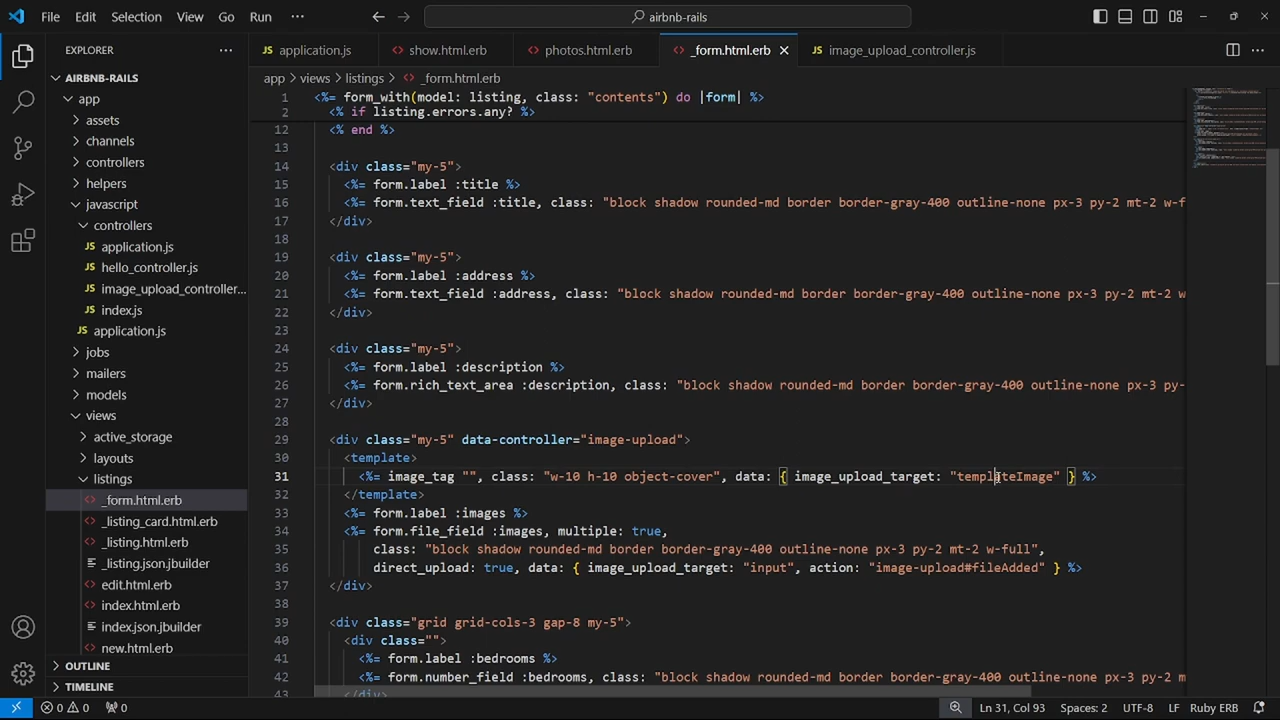 File Edit Selection View Go Run ··· airbnb-rails
EXPLORER ··· JS application.js <> show.html.erb <> photos.html.erb <> _form.html.erb JS image_upload_controller.js ···
AIRBNB-RAILS
app > views > listings > <> _form.html.erb
app
assets
channels
controllers
helpers
javascript
controllers
JS application.js
JS hello_controller.js
JS image_upload_controller...
JS index.js
JS application.js
jobs
mailers
models
views
active_storage
layouts
listings
<> _form.html.erb
<> _listing_card.html.erb
<> _listing.html.erb
_listing.json.jbuilder
<> edit.html.erb
<> index.html.erb
index.json.jbuilder
<> new.html.erb
OUTLINE
TIMELINE
1 <%= form_with(model: listing, class: "contents") do |form| %>
2 <% if listing.errors.any? %>
12 <% end %>
13
14 <div class="my-5">
15 <%= form.label :title %>
16 <%= form.text_field :title, class: "block shadow rounded-md border border-gray-400 outline-none px-3 py-2 mt-2 w-f
17 </div>
18
19 <div class="my-5">
20 <%= form.label :address %>
21 <%= form.text_field :address, class: "block shadow rounded-md border border-gray-400 outline-none px-3 py-2 mt-2 w
22 </div>
23
24 <div class="my-5">
25 <%= form.label :description %>
26 <%= form.rich_text_area :description, class: "block shadow rounded-md border border-gray-400 outline-none px-3 py-
27 </div>
28
29 <div class="my-5" data-controller="image-upload">
30 <template>
31 <%= image_tag "", class: "w-10 h-10 object-cover", data: { image_upload_target: "templateImage" } %>
32 </template>
33 <%= form.label :images %>
34 <%= form.file_field :images, multiple: true,
35 class: "block shadow rounded-md border border-gray-400 outline-none px-3 py-2 mt-2 w-full",
36 direct_upload: true, data: { image_upload_target: "input", action: "image-upload#fileAdded" } %>
37 </div>
38
39 <div class="grid grid-cols-3 gap-8 my-5">
40 <div class="">
41 <%= form.label :bedrooms %>
42 <%= form.number_field :bedrooms, class: "block shadow rounded-md border border-gray-400 outline-none px-3 py-2 mt-2 w
43 </div>
0 0 0 Ln 31, Col 93 Spaces: 2 UTF-8 LF Ruby ERB